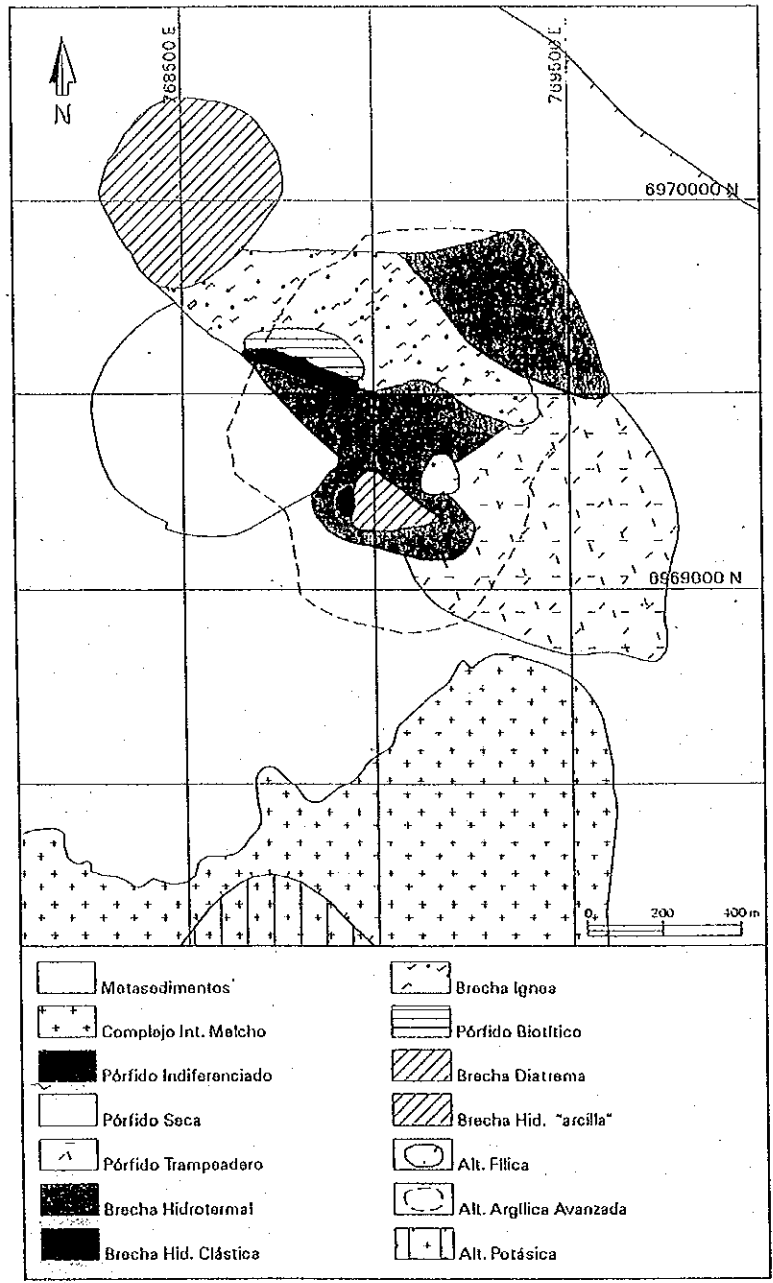 768500 E
769500 E
N
6970000 N
6969000 N
0 200 400 m
Metasedimentos
Brecha Ignea
Complejo Int. Melcho
Pórfido Biotítico
Pórfido Indiferenciado
Brecha Diatrema
Pórfido Seca
Brecha Hid. "arcilla"
Pórfido Trampeadero
Alt. Fílica
Brecha Hidrotermal
Alt. Argílica Avanzada
Brecha Hid. Clástica
Alt. Potásica